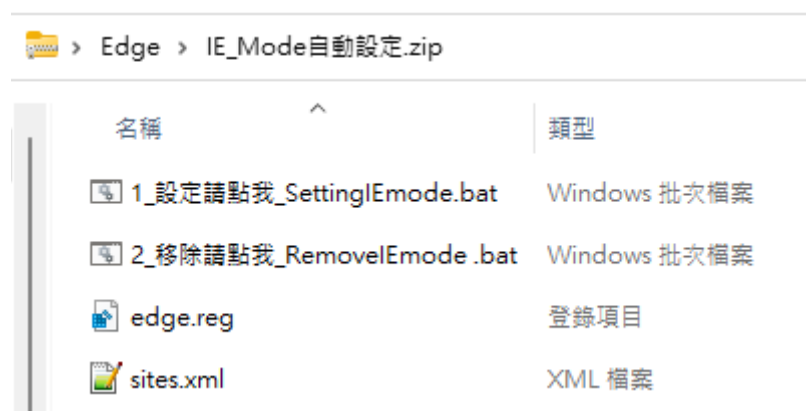 Edge > IE_Mode自動設定.zip
名稱 類型
1_設定請點我_SettingIEmode.bat Windows 批次檔案
2_移除請點我_RemoveIEmode .bat Windows 批次檔案
edge.reg 登錄項目
sites.xml XML 檔案